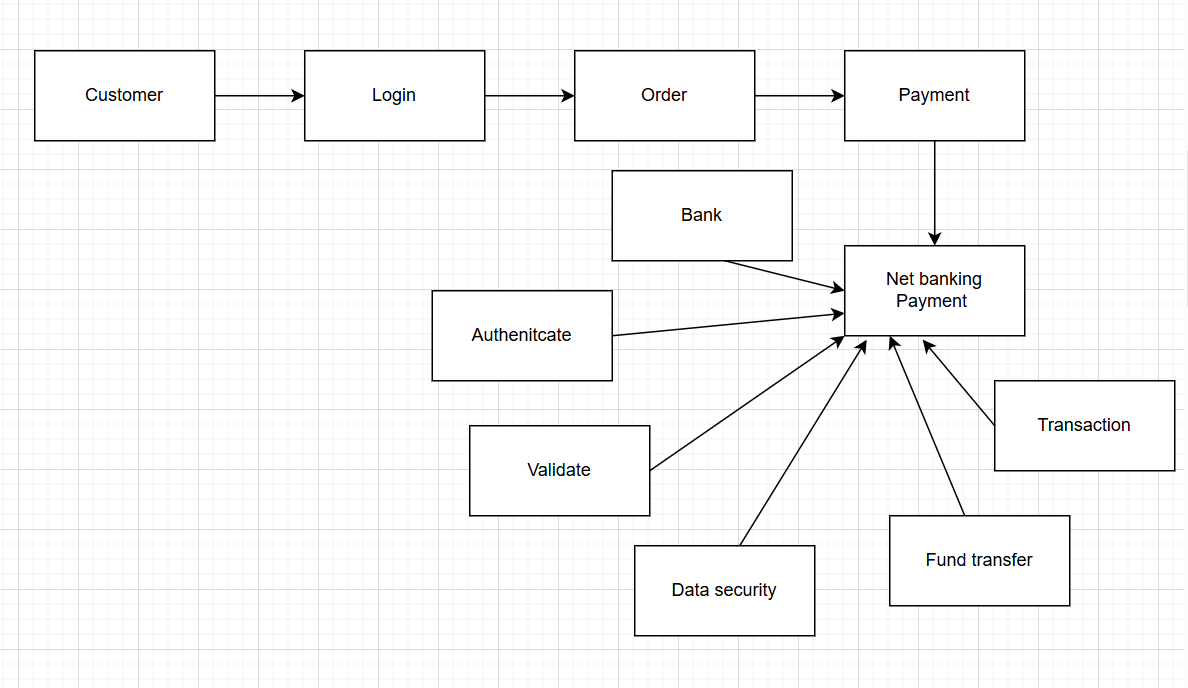 Customer
Login
Order
Payment
Bank
Net banking
Payment
Authenitcate
Validate
Transaction
Fund transfer
Data security